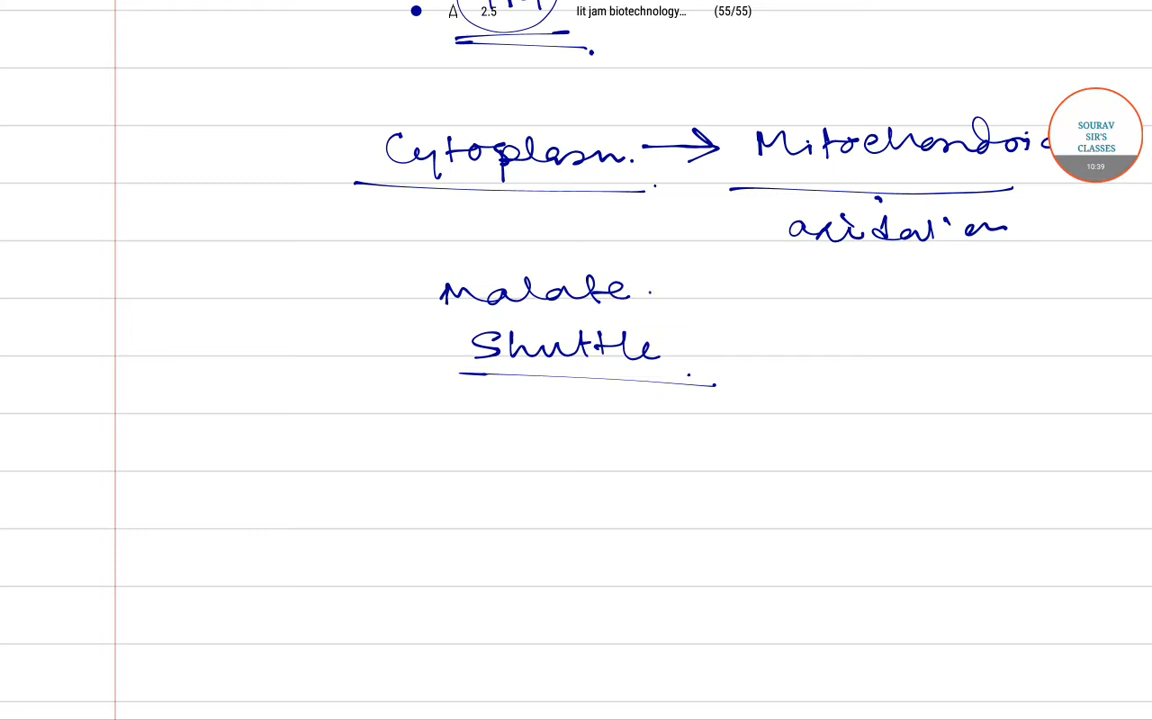 A 2.5 Iit jam biotechnology... (55/55)
Cytoplasm. → Mitochondria
oxidation
Malate.
Shuttle
SOURAV
SIR'S
CLASSES
10:39